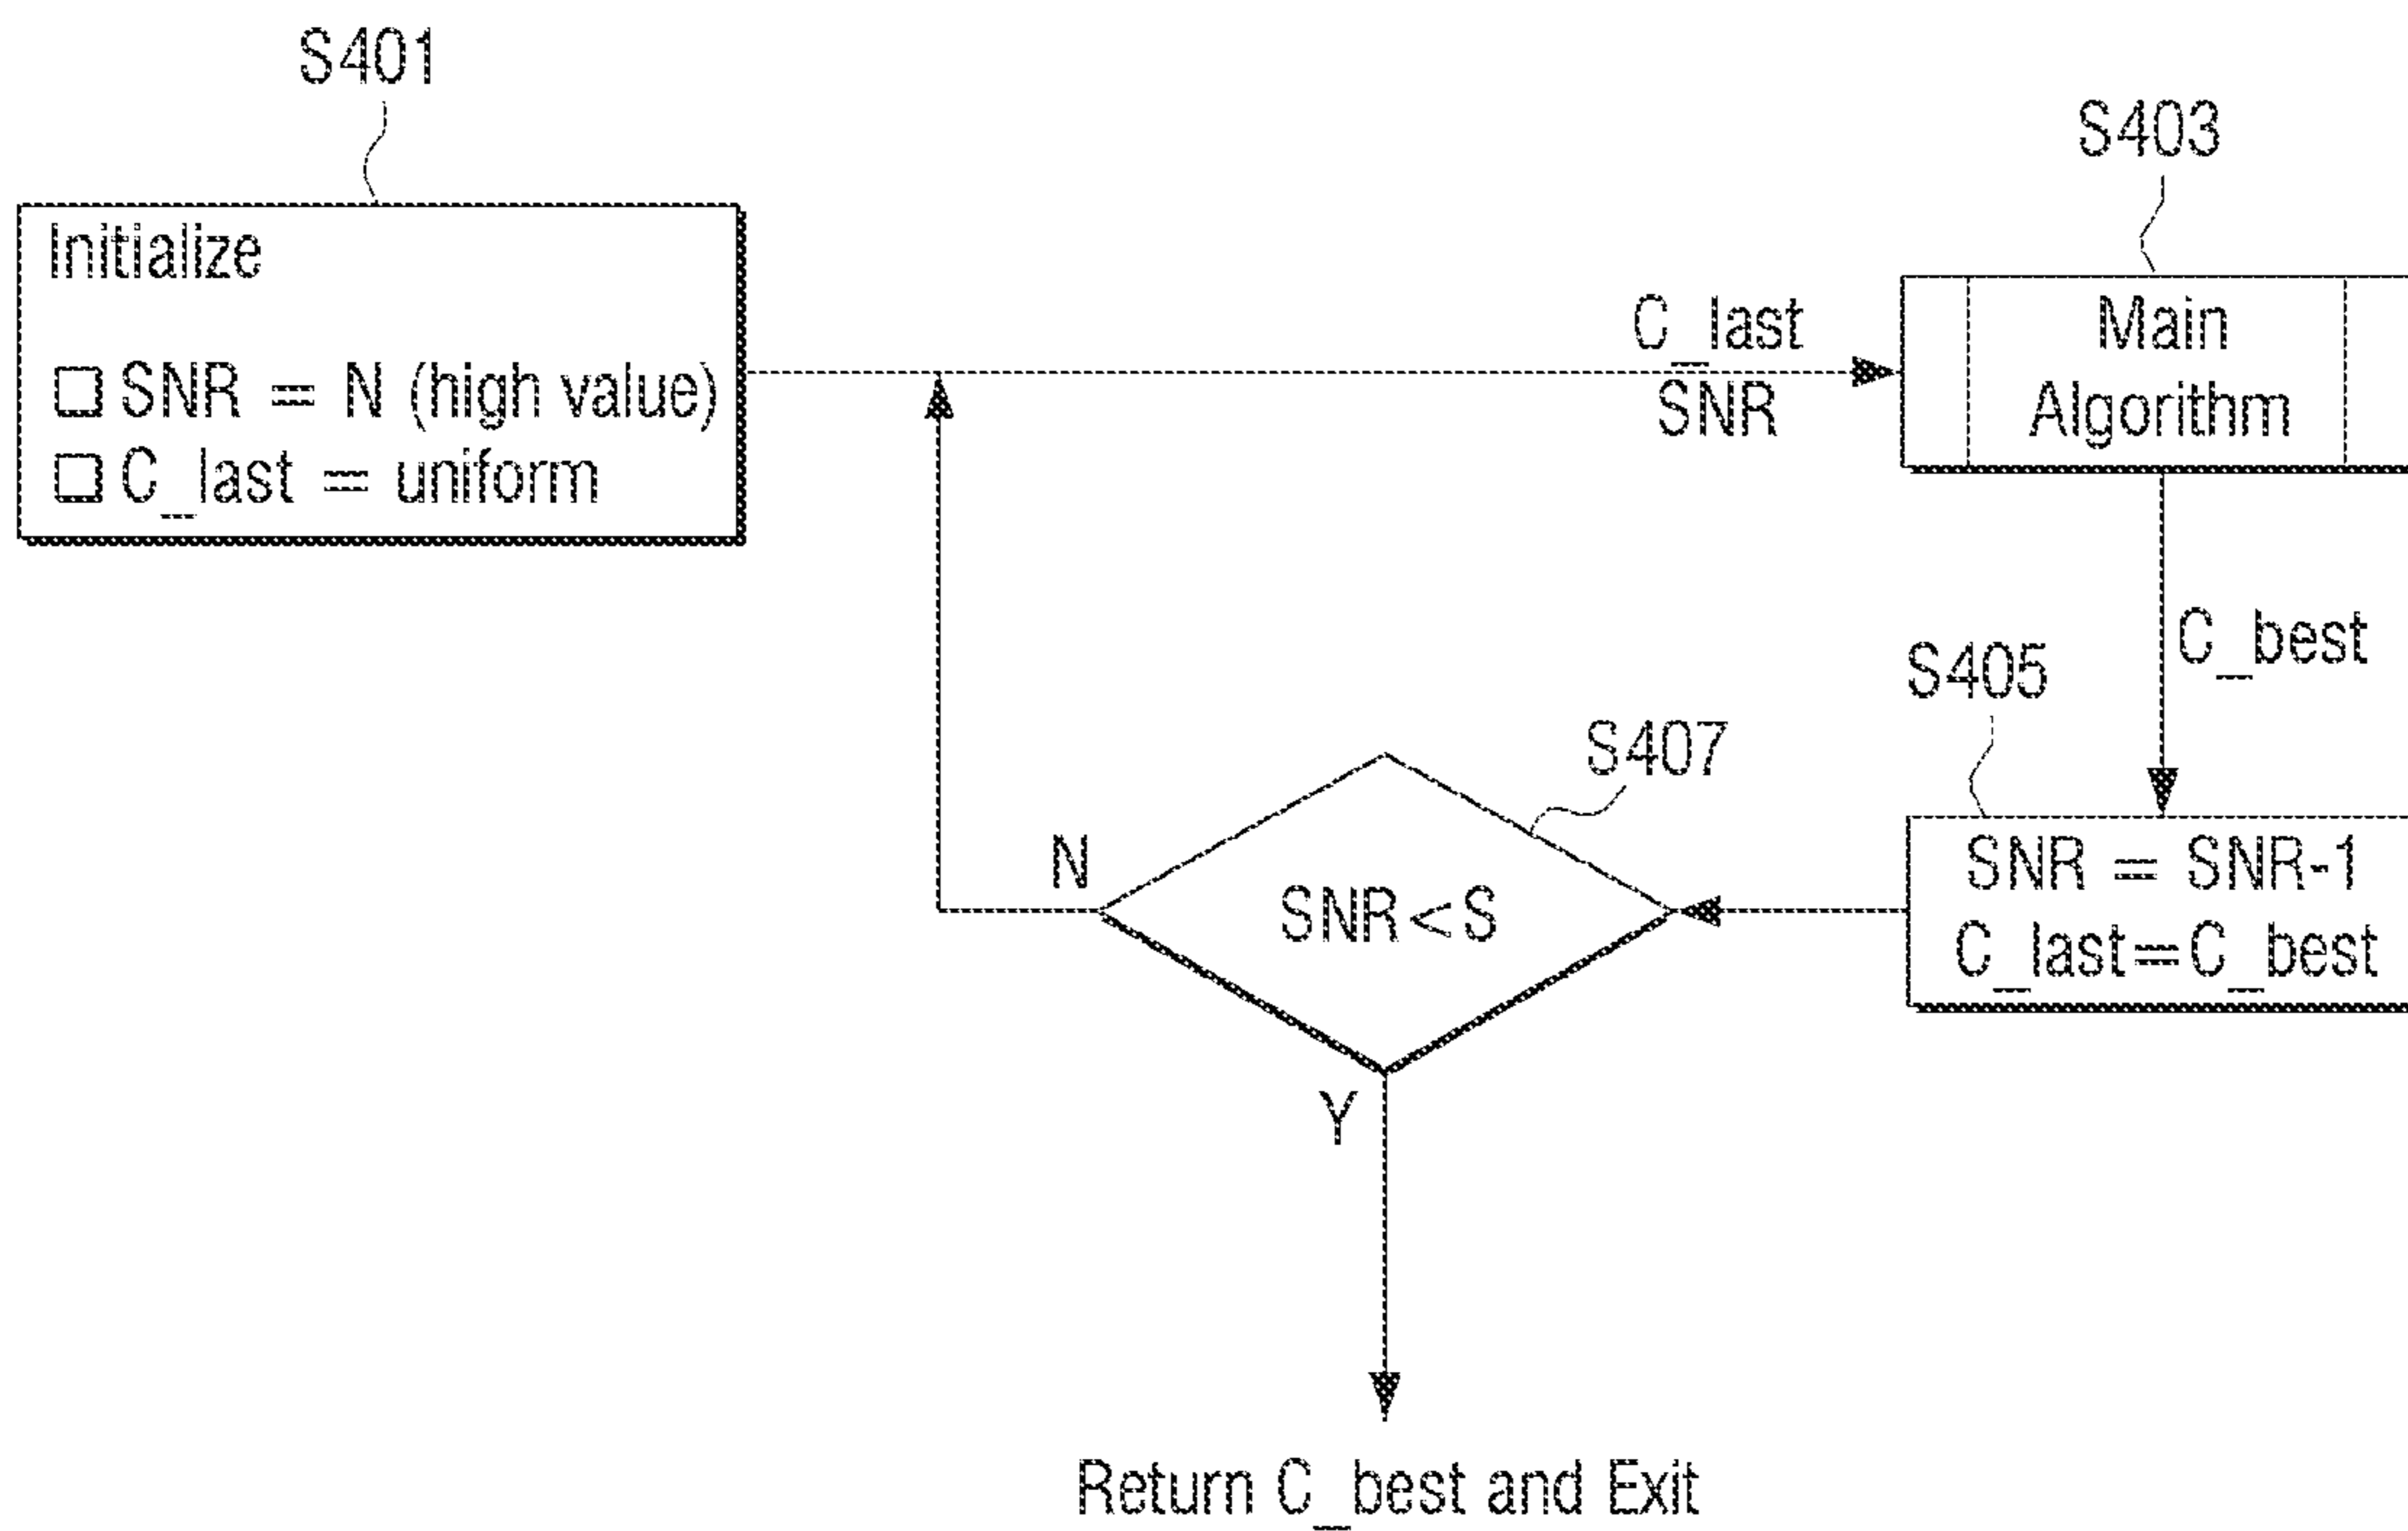 S401
Initialize
□ SNR = N (high value)
□ C_last = uniform
C_last
SNR
S403
Main
Algorithm
C_best
S405
SNR = SNR-1
C_last=C_best
S407
SNR<S
N
Y
Return C_best and Exit